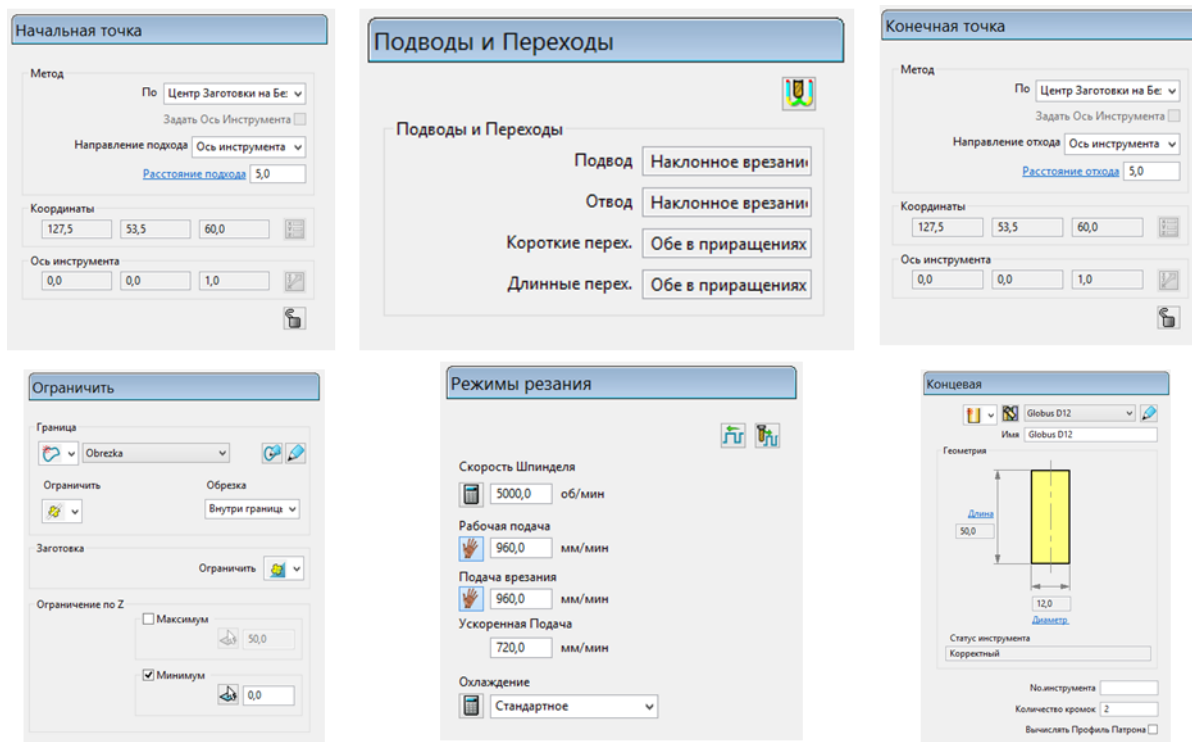 Начальная точка
Метод
По Центр Заготовки на Бе:
Задать Ось Инструмента
Направление подхода Ось инструмента
Расстояние подхода 5,0
Координаты
127,5 53,5 60,0
Ось инструмента
0,0 0,0 1,0
Подводы и Переходы
Подводы и Переходы
Подвод Наклонное врезани
Отвод Наклонное врезани
Короткие перех. Обе в приращениях
Длинные перех. Обе в приращениях
Конечная точка
Метод
По Центр Заготовки на Бе:
Задать Ось Инструмента
Направление отхода Ось инструмента
Расстояние отхода 5,0
Координаты
127,5 53,5 60,0
Ось инструмента
0,0 0,0 1,0
Ограничить
Граница
Obrezka
Ограничить Обрезка
Внутри границы
Заготовка
Ограничить
Ограничение по Z
Максимум
50,0
Минимум
0,0
Режимы резания
Скорость Шпинделя
5000,0 об/мин
Рабочая подача
960,0 мм/мин
Подача врезания
960,0 мм/мин
Ускоренная Подача
720,0 мм/мин
Охлаждение
Стандартное
Концевая
Globus D12
Имя Globus D12
Геометрия
Длина
50,0
12,0
Диаметр
Статус инструмента
Корректный
No.инструмента
Количество кромок 2
Вычислять Профиль Патрона